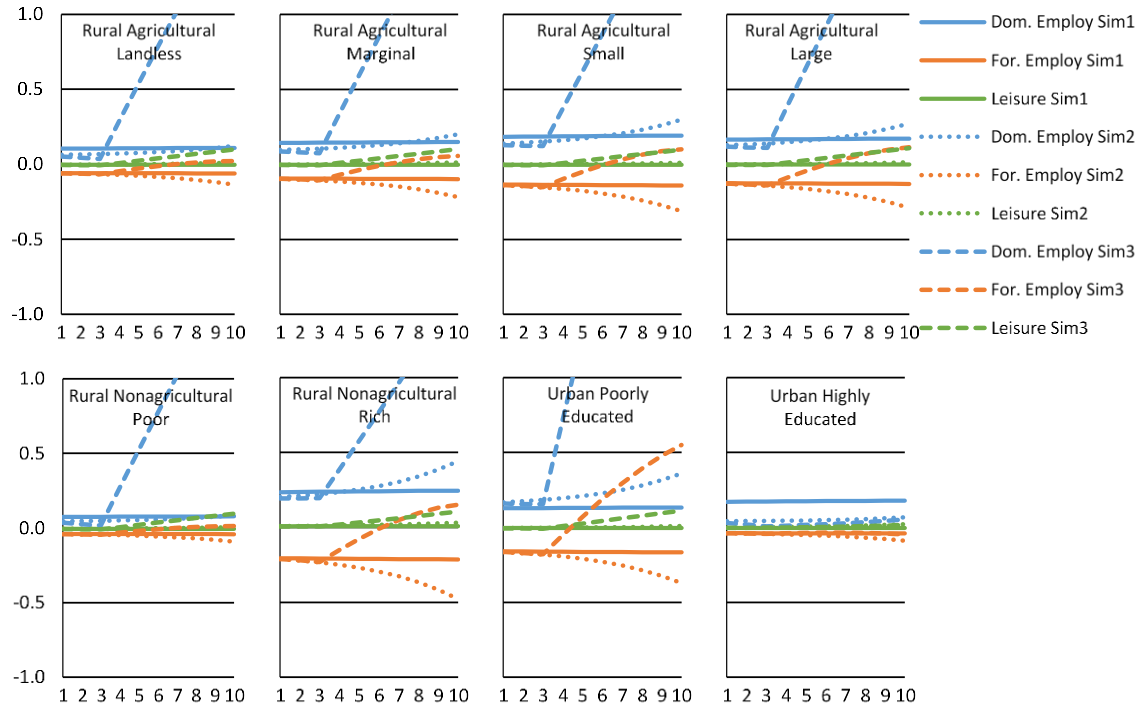 1.0
0.5
0.0
-0.5
-1.0
Rural Agricultural
Landless
1 2 3 4 5 6 7 8 9 10
Rural Agricultural
Marginal
1 2 3 4 5 6 7 8 9 10
Rural Agricultural
Small
1 2 3 4 5 6 7 8 9 10
Rural Agricultural
Large
1 2 3 4 5 6 7 8 9 10
Dom. Employ Sim1
For. Employ Sim1
Leisure Sim1
Dom. Employ Sim2
For. Employ Sim2
Leisure Sim2
Dom. Employ Sim3
For. Employ Sim3
Leisure Sim3
1.0
0.5
0.0
-0.5
-1.0
Rural Nonagricultural
Poor
1 2 3 4 5 6 7 8 9 10
Rural Nonagricultural
Rich
1 2 3 4 5 6 7 8 9 10
Urban Poorly
Educated
1 2 3 4 5 6 7 8 9 10
Urban Highly
Educated
1 2 3 4 5 6 7 8 9 10